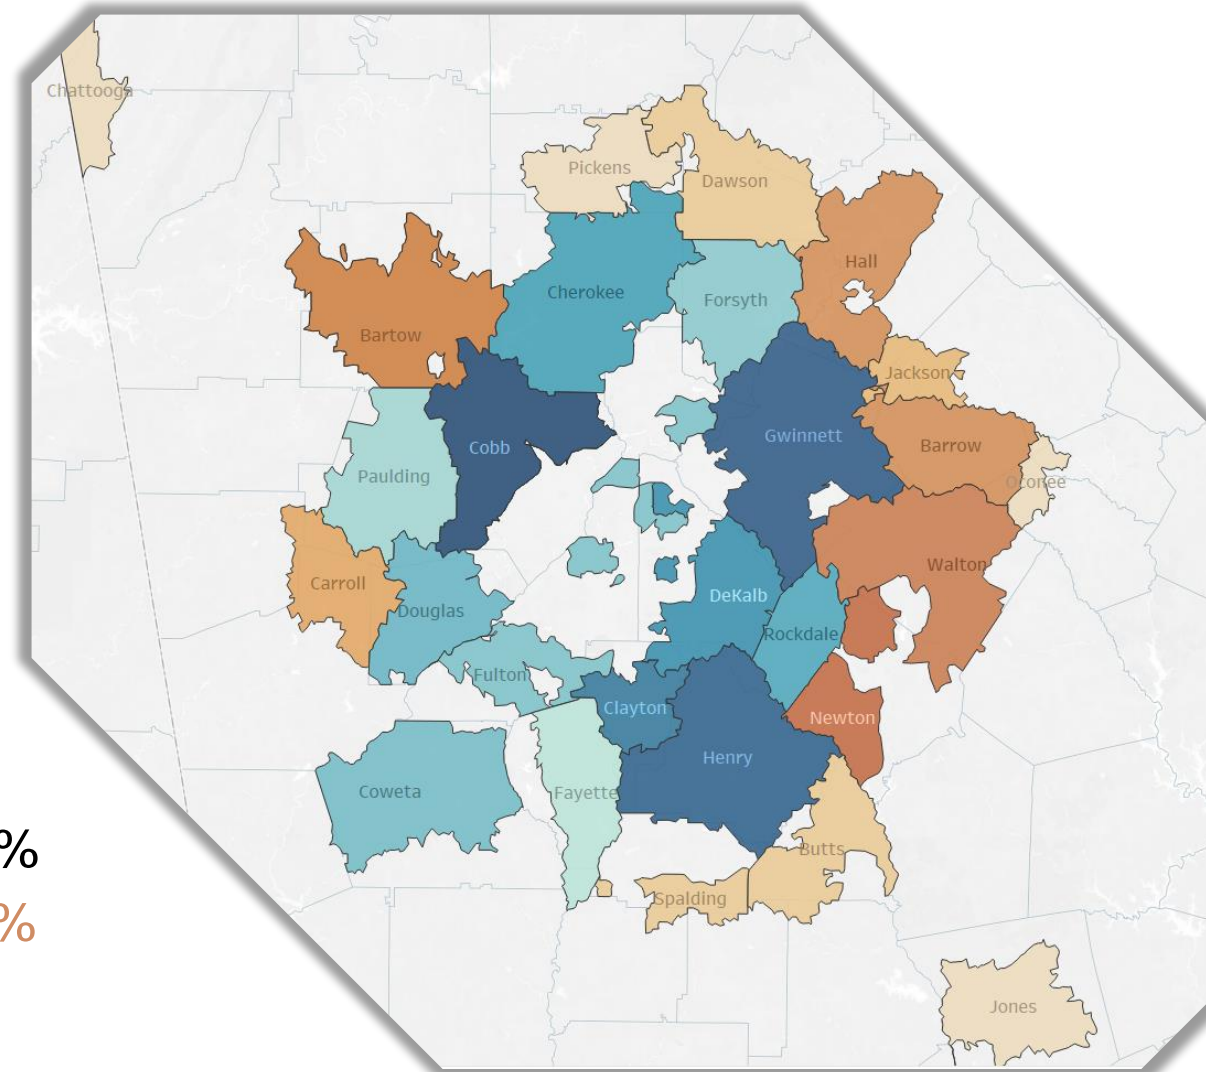 Chattooga
Pickens
Dawson
Hall
Cherokee
Forsyth
Bartow
Jackson
Cobb
Gwinnett
Barrow
Paulding
Oconee
Walton
Carroll
DeKalb
Douglas
Rockdale
Fulton
Clayton
Newton
Henry
Coweta
Fayette
%
Butts
Spalding
%
Jones